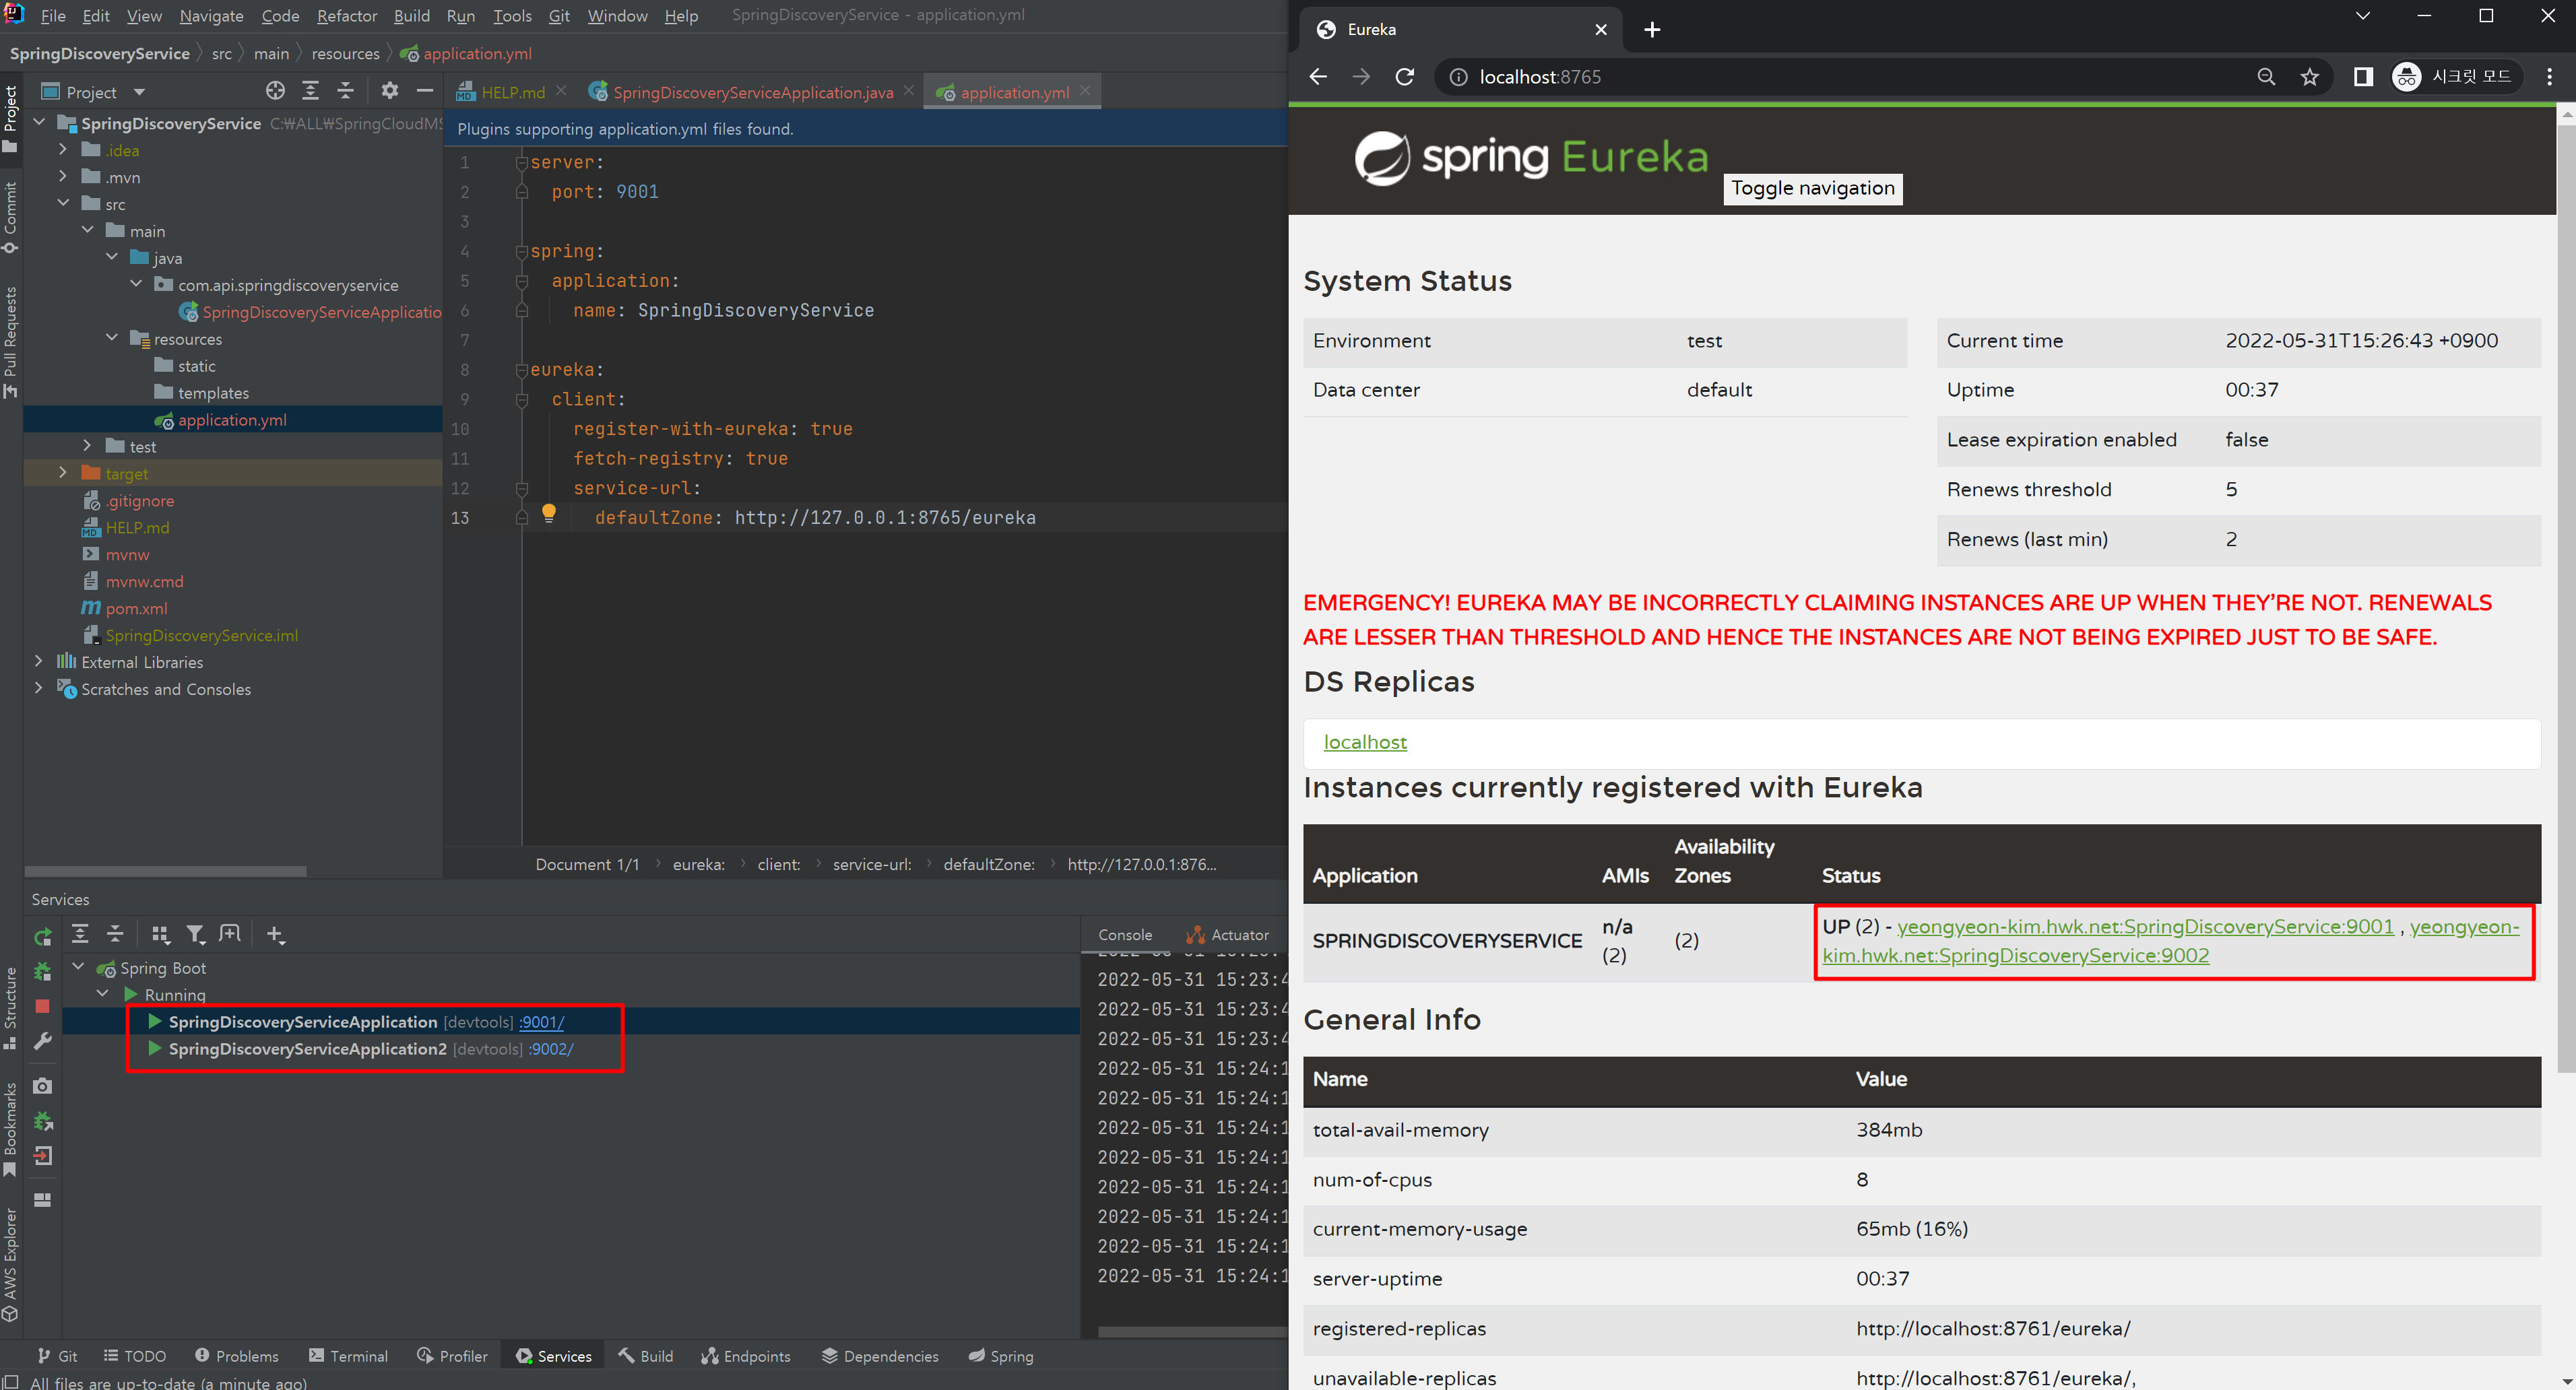 File Edit View Navigate Code Refactor Build Run Tools Git Window Help SpringDiscoveryService - application.yml
SpringDiscoveryService src main resources application.yml
Project
HELP.md SpringDiscoveryServiceApplication.java application.yml
Plugins supporting application.yml files found.
Project
Commit
Pull Requests
Structure
Bookmarks
AWS Explorer
SpringDiscoveryService C:₩ALL₩SpringCloudMS
.idea
.mvn
src
main
java
com.api.springdiscoveryservice
SpringDiscoveryServiceApplicatio
resources
static
templates
application.yml
test
target
.gitignore
HELP.md
mvnw
mvnw.cmd
pom.xml
SpringDiscoveryService.iml
External Libraries
Scratches and Consoles
1 server:
2 port: 9001
3
4 spring:
5 application:
6 name: SpringDiscoveryService
7
8 eureka:
9 client:
10 register-with-eureka: true
11 fetch-registry: true
12 service-url:
13 defaultZone: http://127.0.0.1:8765/eureka
Document 1/1 eureka: client: service-url: defaultZone: http://127.0.0.1:876...
Services
Spring Boot
Running
SpringDiscoveryServiceApplication [devtools] :9001/
SpringDiscoveryServiceApplication2 [devtools] :9002/
Console Actuator
2022-05-31 15:23:4
2022-05-31 15:23:4
2022-05-31 15:23:4
2022-05-31 15:24:1
2022-05-31 15:24:1
2022-05-31 15:24:1
2022-05-31 15:24:1
2022-05-31 15:24:1
2022-05-31 15:24:1
2022-05-31 15:24:1
2022-05-31 15:24:1
Git TODO Problems Terminal Profiler Services Build Endpoints Dependencies Spring
All files are up-to-date (a minute ago)
Eureka
localhost:8765
시크릿 모드
spring Eureka
Toggle navigation
System Status
Environment test
Data center default
Current time 2022-05-31T15:26:43 +0900
Uptime 00:37
Lease expiration enabled false
Renews threshold 5
Renews (last min) 2
EMERGENCY! EUREKA MAY BE INCORRECTLY CLAIMING INSTANCES ARE UP WHEN THEY'RE NOT. RENEWALS
ARE LESSER THAN THRESHOLD AND HENCE THE INSTANCES ARE NOT BEING EXPIRED JUST TO BE SAFE.
DS Replicas
localhost
Instances currently registered with Eureka
Application AMIs Availability Zones Status
SPRINGDISCOVERYSERVICE n/a (2) (2) UP (2) - yeongyeon-kim.hwk.net:SpringDiscoveryService:9001 , yeongyeon-
kim.hwk.net:SpringDiscoveryService:9002
General Info
Name Value
total-avail-memory 384mb
num-of-cpus 8
current-memory-usage 65mb (16%)
server-uptime 00:37
registered-replicas http://localhost:8761/eureka/
unavailable-replicas http://localhost:8761/eureka/,